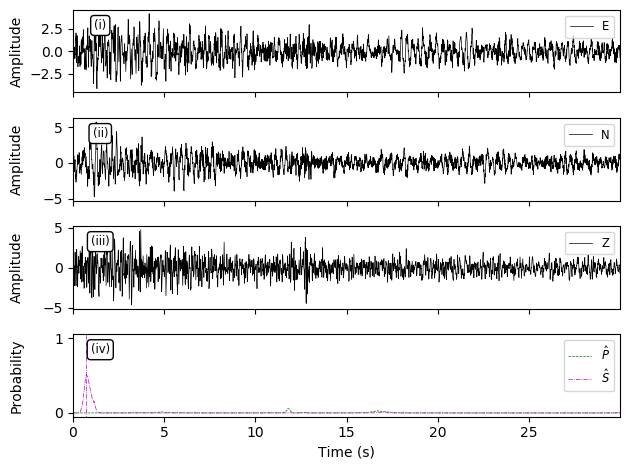 (i)
E
Amplitude
2.5
0.0
−2.5
(ii)
N
Amplitude
5
0
−5
(iii)
Z
Amplitude
5
0
−5
(iv)
P̂
Ŝ
Probability
1
0
0 5 10 15 20 25
Time (s)